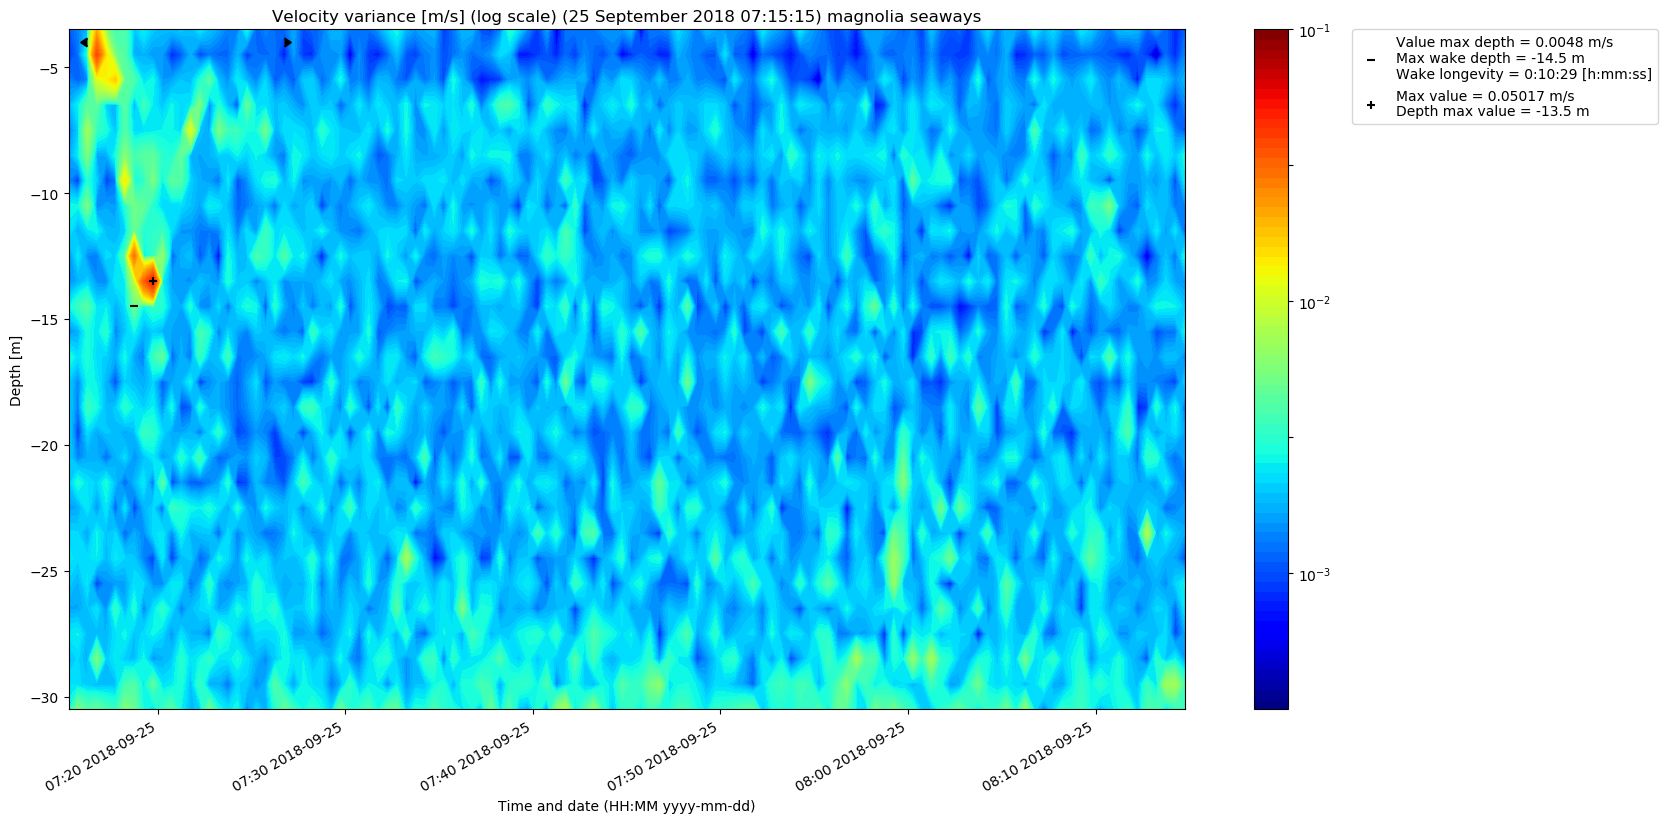 Velocity variance [m/s] (log scale) (25 September 2018 07:15:15) magnolia seaways
Depth [m]
−5
−10
−15
−20
−25
−30
07:20 2018-09-25
07:30 2018-09-25
07:40 2018-09-25
07:50 2018-09-25
08:00 2018-09-25
08:10 2018-09-25
Time and date (HH:MM yyyy-mm-dd)
10⁻¹
10⁻²
10⁻³
Value max depth = 0.0048 m/s
Max wake depth = -14.5 m
Wake longevity = 0:10:29 [h:mm:ss]
Max value = 0.05017 m/s
Depth max value = -13.5 m